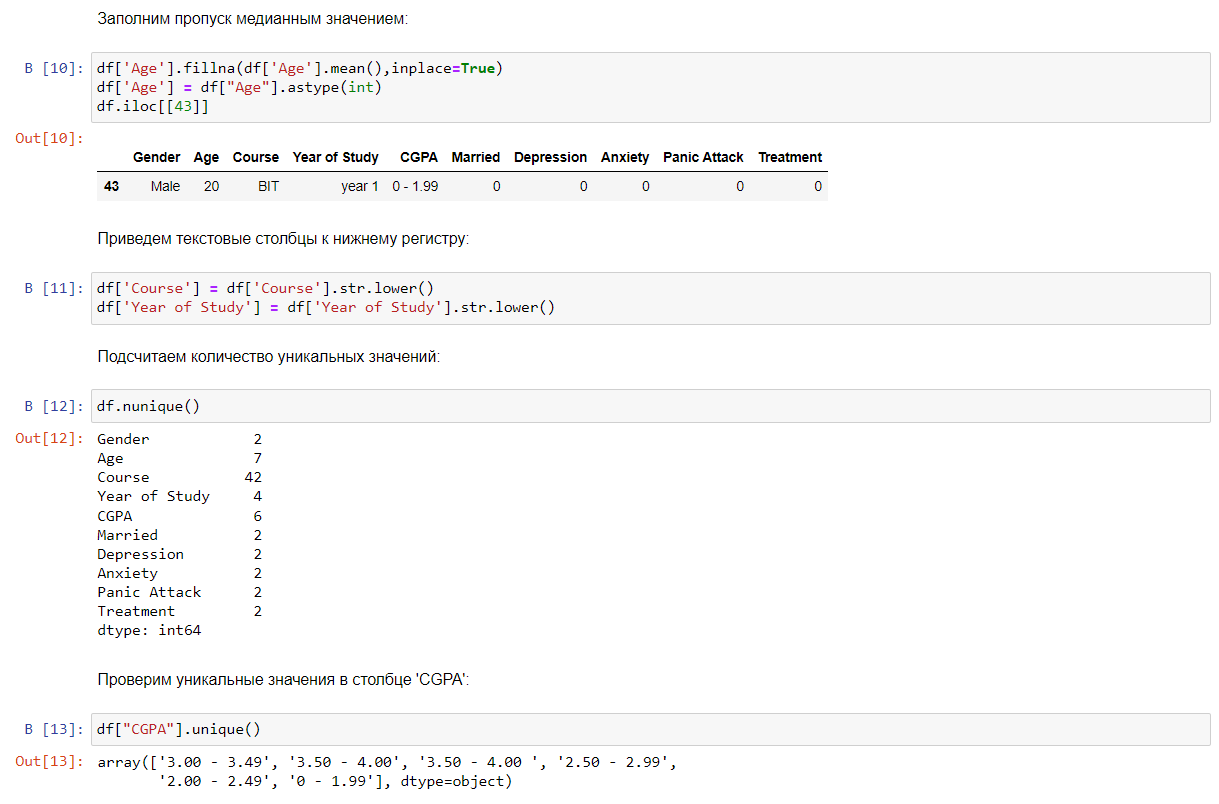 Заполним пропуск медианным значением:
В [10]: df['Age'].fillna(df['Age'].mean(),inplace=True)
df['Age'] = df["Age"].astype(int)
df.iloc[[43]]
Out[10]:
Gender Age Course Year of Study CGPA Married Depression Anxiety Panic Attack Treatment
43 Male 20 BIT year 1 0 - 1.99 0 0 0 0 0
Приведем текстовые столбцы к нижнему регистру:
В [11]: df['Course'] = df['Course'].str.lower()
df['Year of Study'] = df['Year of Study'].str.lower()
Подсчитаем количество уникальных значений:
В [12]: df.nunique()
Out[12]: Gender 2
Age 7
Course 42
Year of Study 4
CGPA 6
Married 2
Depression 2
Anxiety 2
Panic Attack 2
Treatment 2
dtype: int64
Проверим уникальные значения в столбце 'CGPA':
В [13]: df["CGPA"].unique()
Out[13]: array(['3.00 - 3.49', '3.50 - 4.00', '3.50 - 4.00 ', '2.50 - 2.99',
'2.00 - 2.49', '0 - 1.99'], dtype=object)